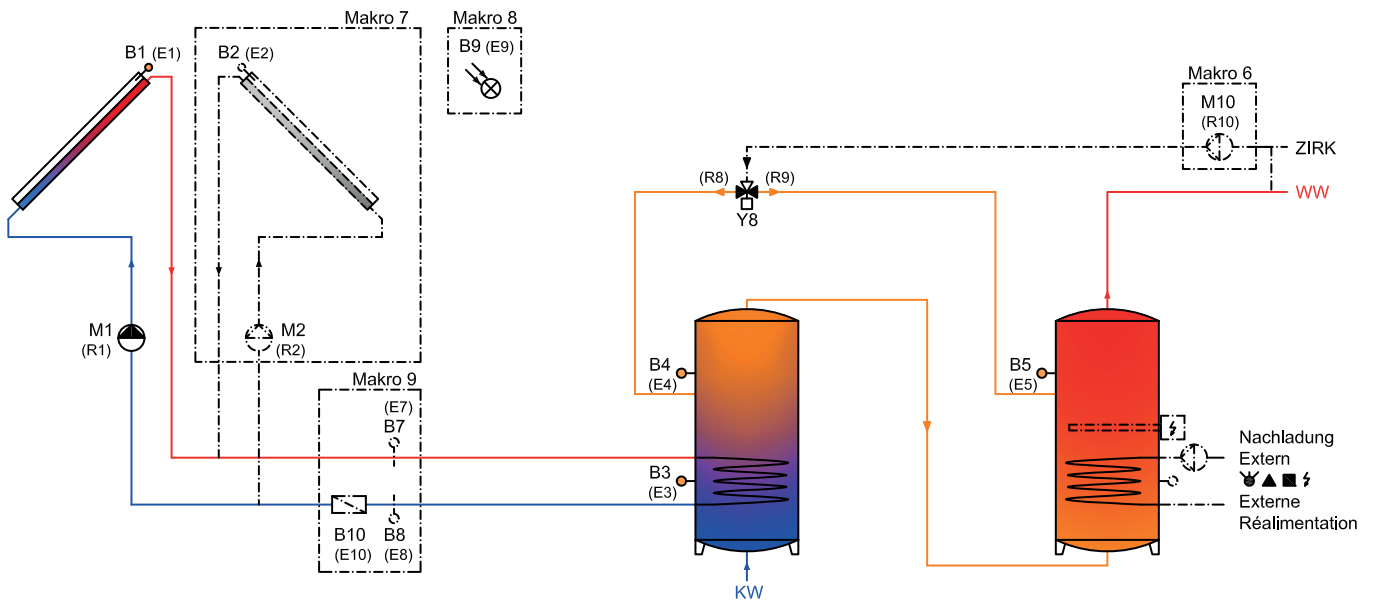 Makro 7
Makro 8
B1 (E1)
B2 (E2)
B9 (E9)
Makro 6
M10
(R10)
ZIRK
(R8)
(R9)
WW
Y8
M1
(R1)
M2
(R2)
Makro 9
(E7)
B7
B4
(E4)
B5
(E5)
B3
(E3)
Nachladung
Extern
Externe
Réalimentation
B10
(E10)
B8
(E8)
KW